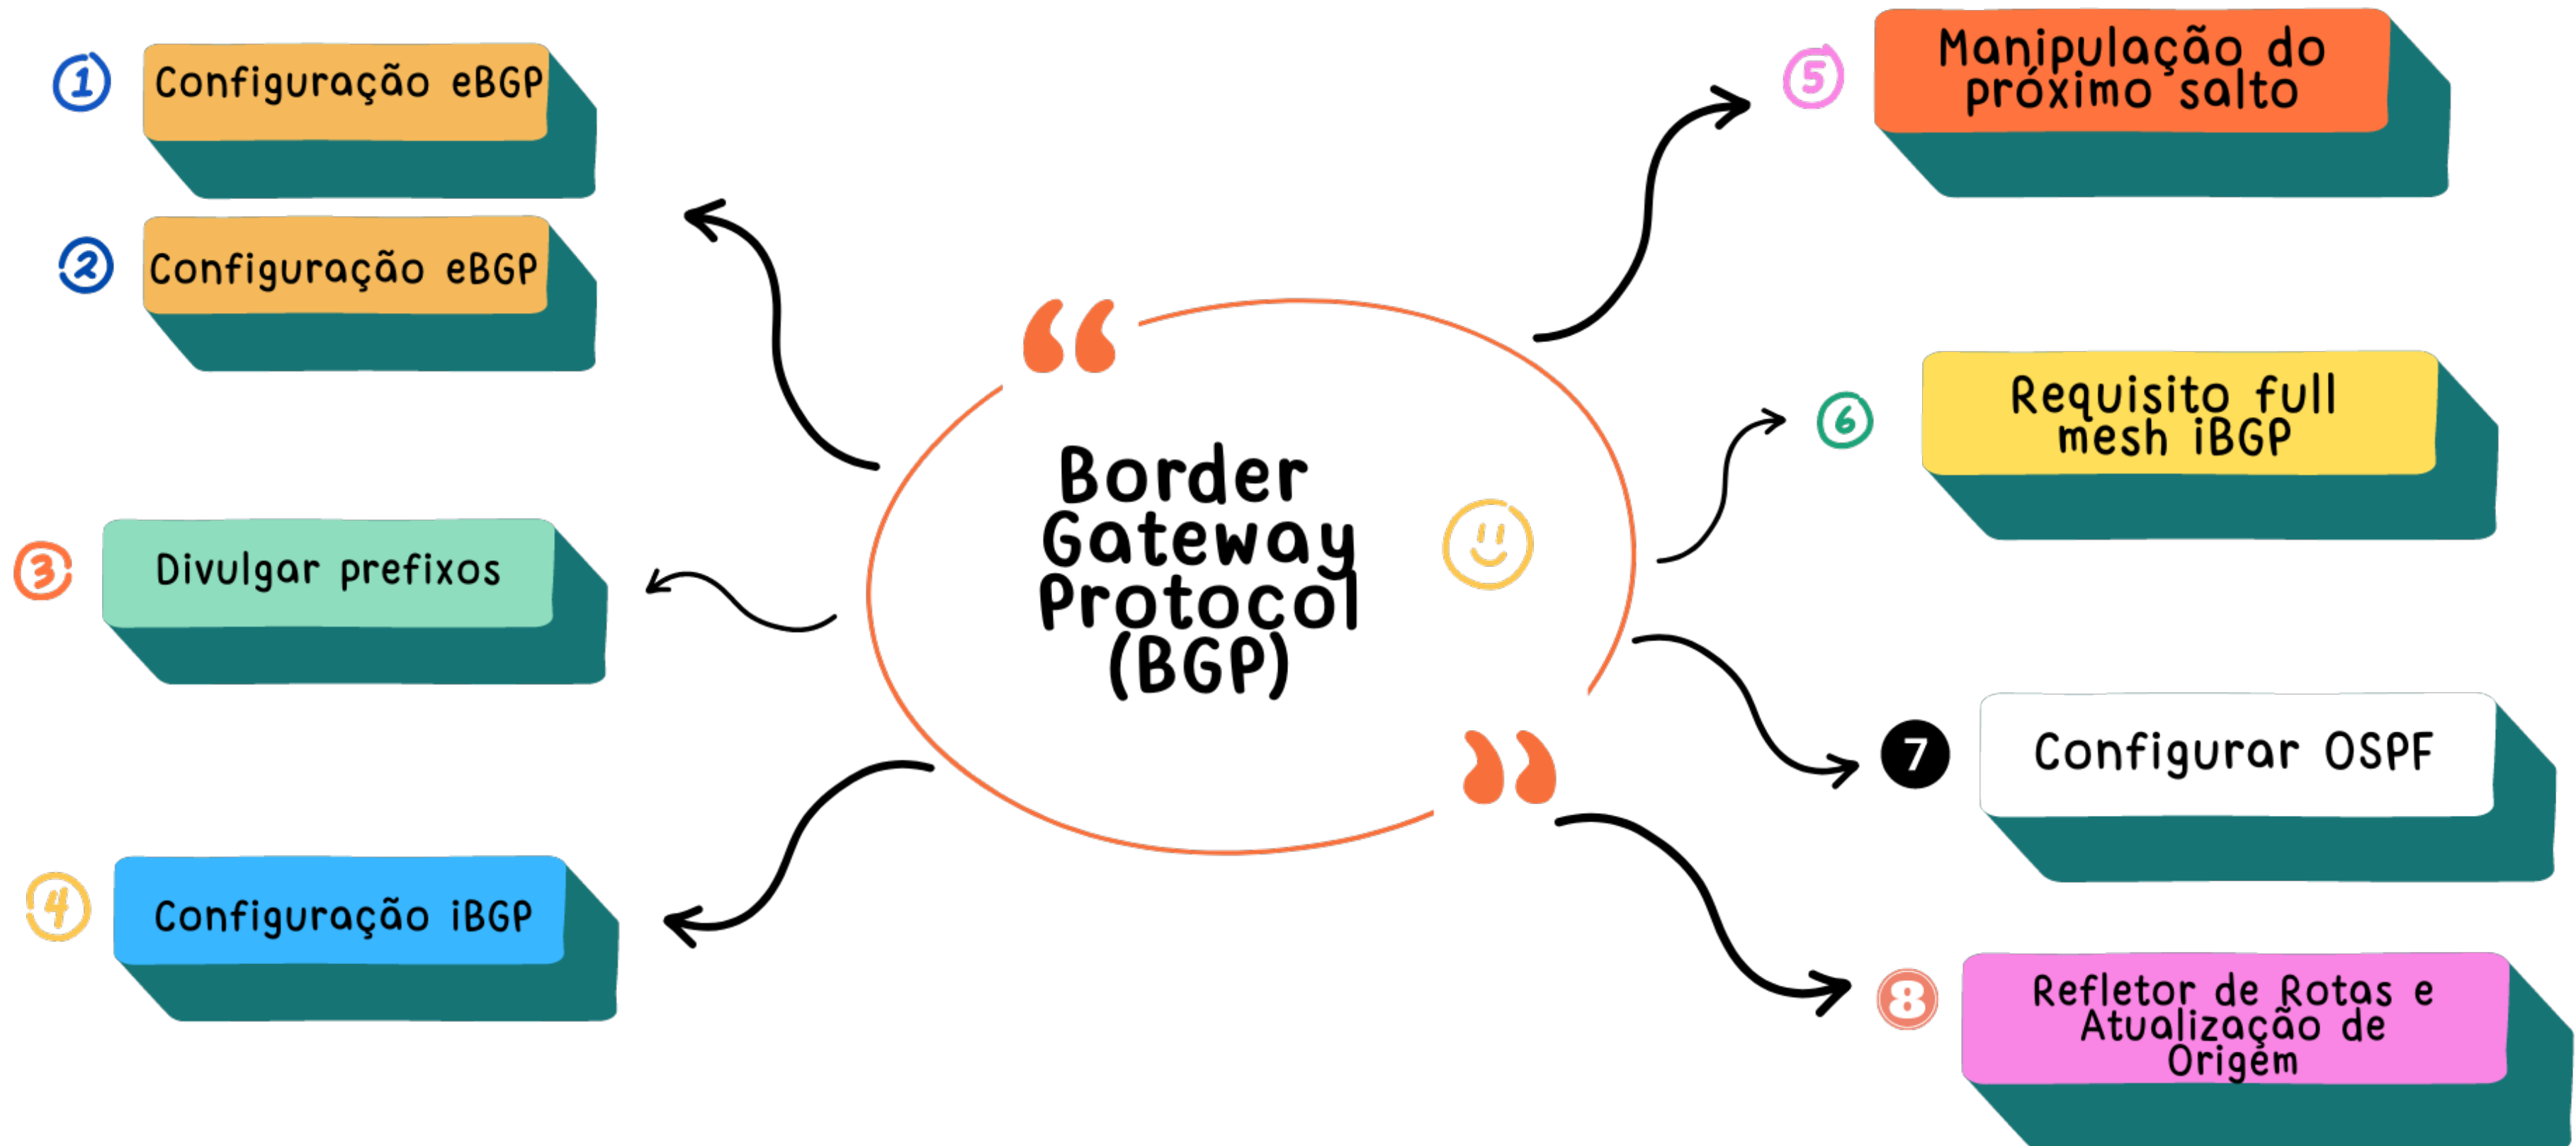 1
Configuração eBGP
2
Configuração eBGP
3
Divulgar prefixos
4
Configuração iBGP
“
Border
Gateway
Protocol
(BGP)
”
5
Manipulação do
próximo salto
6
Requisito full
mesh iBGP
7
Configurar OSPF
8
Refletor de Rotas e
Atualização de
Origem